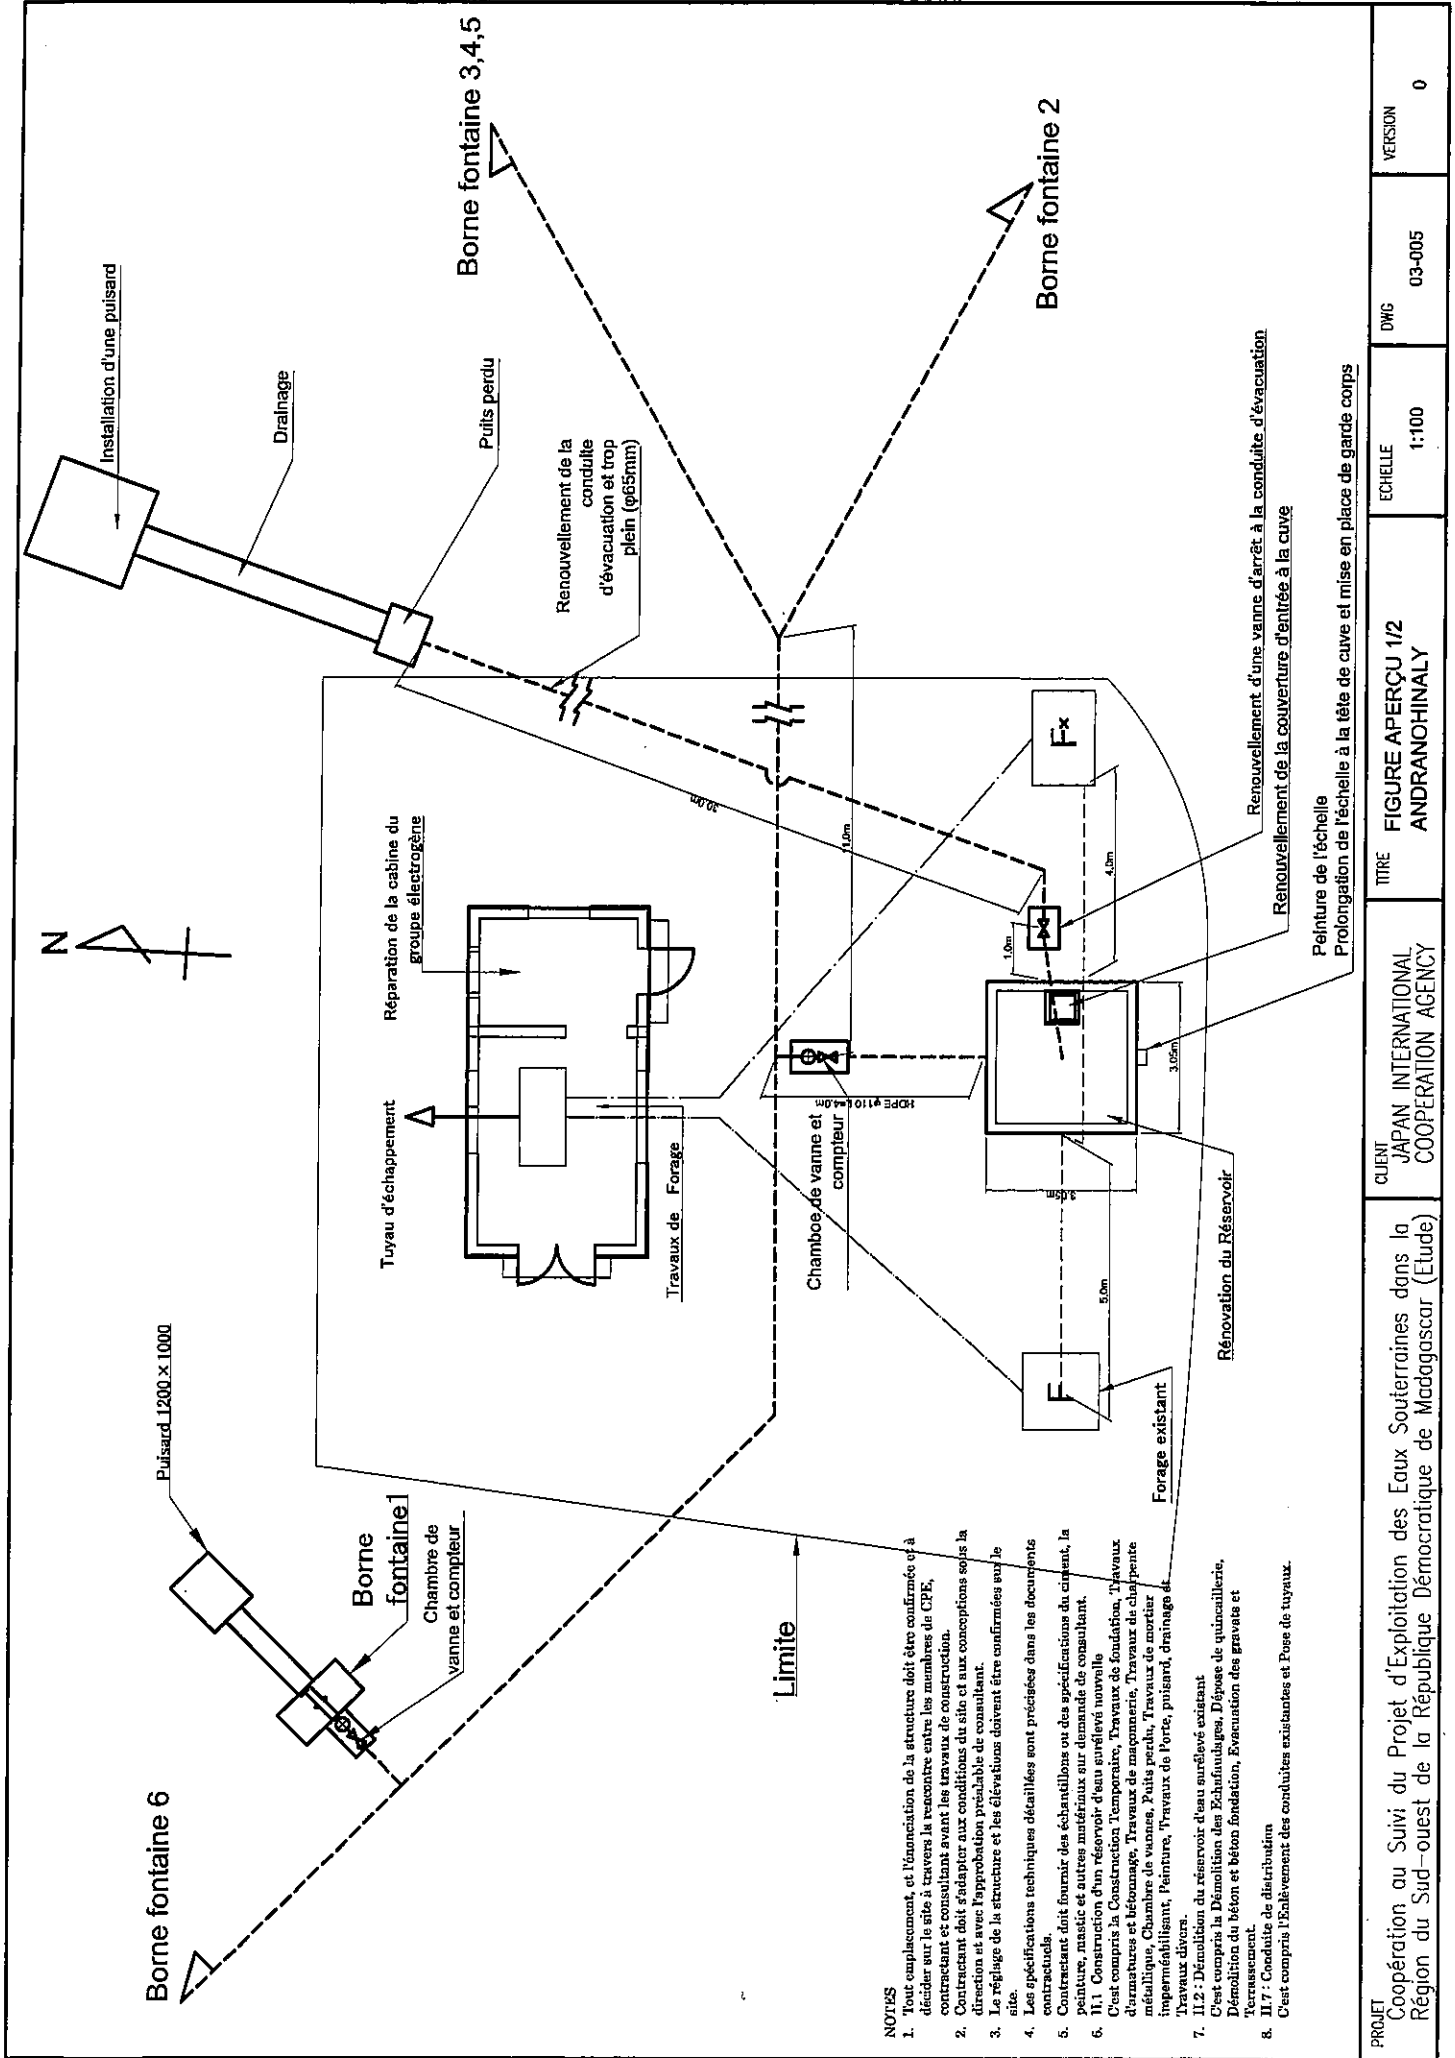 N
Borne fontaine 6
Puisard 1200 x 1000
Borne
fontaine1
Chambre de
vanne et compteur
Limite
Tuyau d'échappement
Réparation de la cabine du
groupe électrogène
Travaux de Forage
Installation d'une puisard
Drainage
Puits perdu
Renouvellement de la
conduite
d'évacuation et trop
plein (φ65mm)
Borne fontaine 3,4,5
Borne fontaine 2
30.0m
11.0m
HDPE φ110 L=4.0m
Chamboe de vanne et
compteur
1.0m
4.0m
3.05m
3.05m
5.0m
F
Fx
Forage existant
Rénovation du Réservoir
Renouvellement d'une vanne d'arrêt à la conduite d'évacuation
Renouvellement de la couverture d'entrée à la cuve
Peinture de l'échelle
Prolongation de l'échelle à la tête de cuve et mise en place de garde corps
NOTES
1. Tout emplacement, et l'énonciation de la structure doit être confirmée et à
décider sur le site à travers la rencontre entre les membres de CPE,
contractant et consultant avant les travaux de construction.
2. Contractant doit s'adapter aux conditions du site et aux conceptions sous la
direction et avec l'approbation préalable de consultant.
3. Le réglage de la structure et les élévations doivent être confirmées sur le
site.
4. Les spécifications techniques détaillées sont précisées dans les documents
contractuels.
5. Contractant doit fournir des échantillons ou des spécifications du ciment, la
peinture, mastic et autres matériaux sur demande de consultant.
6. II.1 Construction d'un réservoir d'eau surélevé nouvelle
C'est compris la Construction Temporaire, Travaux de fondation, Travaux
d'armatures et bétonnage, Travaux de maçonnerie, Travaux de charpente
métallique, Chambre de vannes, Puits perdu, Travaux de mortier
imperméabilisant, Peinture, Travaux de Porte, puisard, drainage et
Travaux divers.
7. II.2 : Démolition du réservoir d'eau surélevé existant
C'est compris la Démolition des Echafaudages, Dépose de quincaillerie,
Démolition du béton et béton fondation, Evacuation des gravats et
Terrassement.
8. II.7 : Conduite de distribution
C'est compris l'Enlèvement des conduites existantes et Pose de tuyaux.
PROJET
Coopération au Suivi du Projet d'Exploitation des Eaux Souterraines dans la
Région du Sud-ouest de la République Démocratique de Madagascar (Etude)
CLIENT
JAPAN INTERNATIONAL
COOPERATION AGENCY
TITRE
FIGURE APERÇU 1/2
ANDRANOHINALY
ECHELLE
1:100
DWG
03-005
VERSION
0